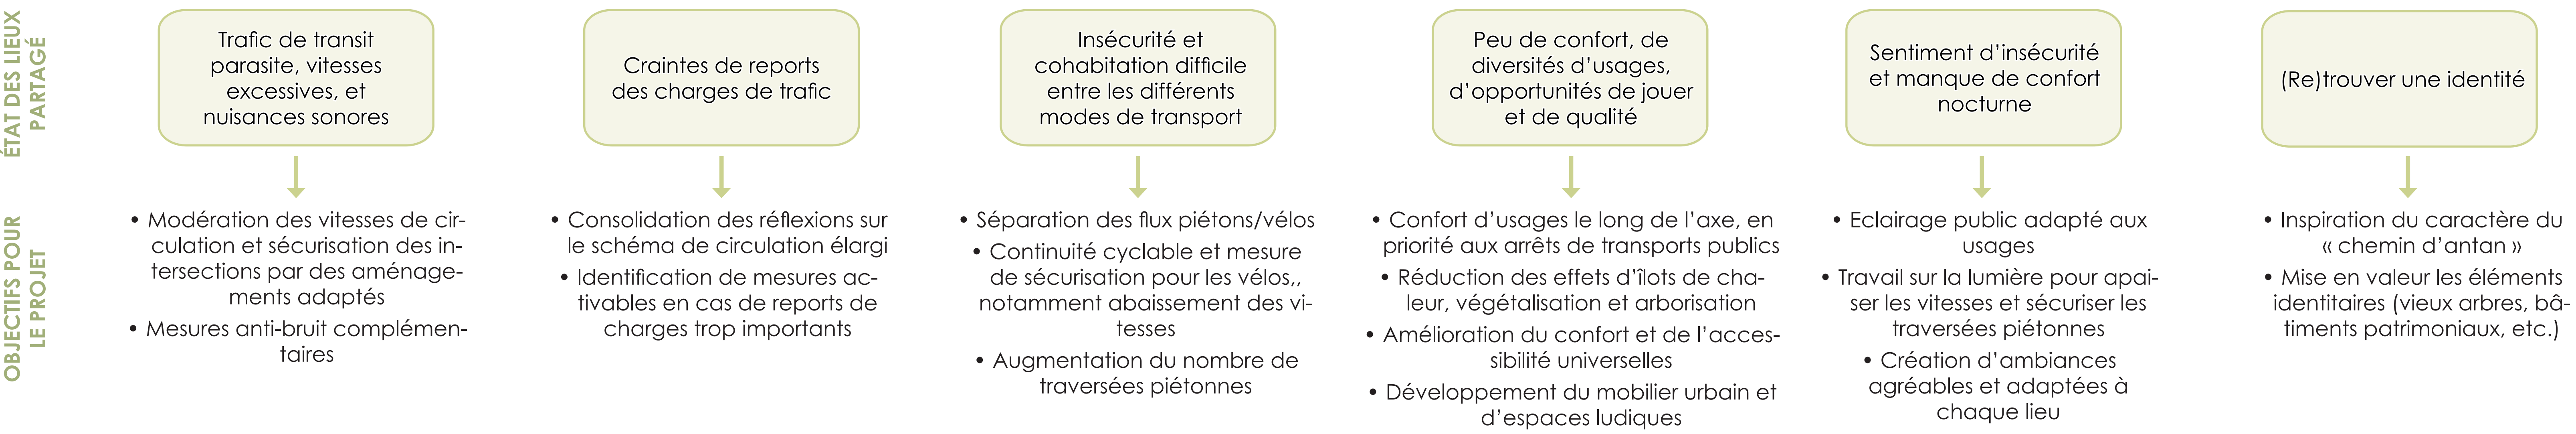 ÉTAT DES LIEUX
PARTAGÉ
Trafic de transit
parasite, vitesses
excessives, et
nuisances sonores
Craintes de reports
des charges de trafic
Insécurité et
cohabitation difficile
entre les différents
modes de transport
Peu de confort, de
diversités d'usages,
d'opportunités de jouer
et de qualité
Sentiment d'insécurité
et manque de confort
nocturne
(Re)trouver une identité
OBJECTIFS POUR
LE PROJET
• Modération des vitesses de cir-
culation et sécurisation des in-
tersections par des aménage-
ments adaptés
• Mesures anti-bruit complémen-
taires
• Consolidation des réflexions sur
le schéma de circulation élargi
• Identification de mesures ac-
tivables en cas de reports de
charges trop importants
• Séparation des flux piétons/vélos
• Continuité cyclable et mesure
de sécurisation pour les vélos,,
notamment abaissement des vi-
tesses
• Augmentation du nombre de
traversées piétonnes
• Confort d'usages le long de l'axe, en
priorité aux arrêts de transports publics
• Réduction des effets d'îlots de cha-
leur, végétalisation et arborisation
• Amélioration du confort et de l'acces-
sibilité universelles
• Développement du mobilier urbain et
d'espaces ludiques
• Eclairage public adapté aux
usages
• Travail sur la lumière pour apai-
ser les vitesses et sécuriser les
traversées piétonnes
• Création d'ambiances
agréables et adaptées à
chaque lieu
• Inspiration du caractère du
« chemin d'antan »
• Mise en valeur les éléments
identitaires (vieux arbres, bâ-
timents patrimoniaux, etc.)